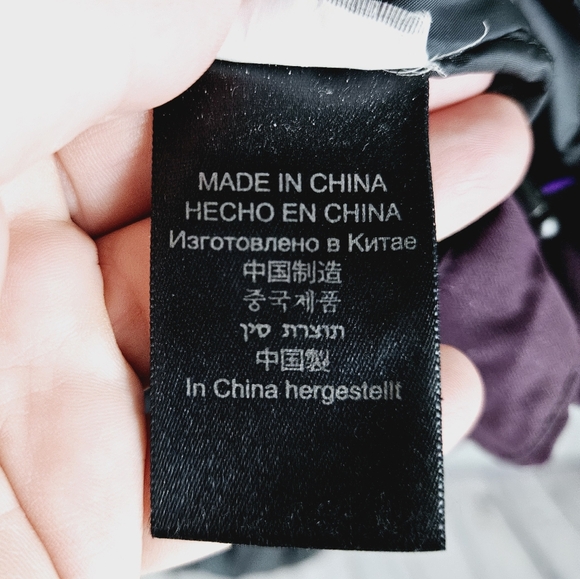 MADE IN CHINA
HECHO EN CHINA
Изготовлено в Китае
中国制造
중국제품
תוצרת סין
中国製
In China hergestellt